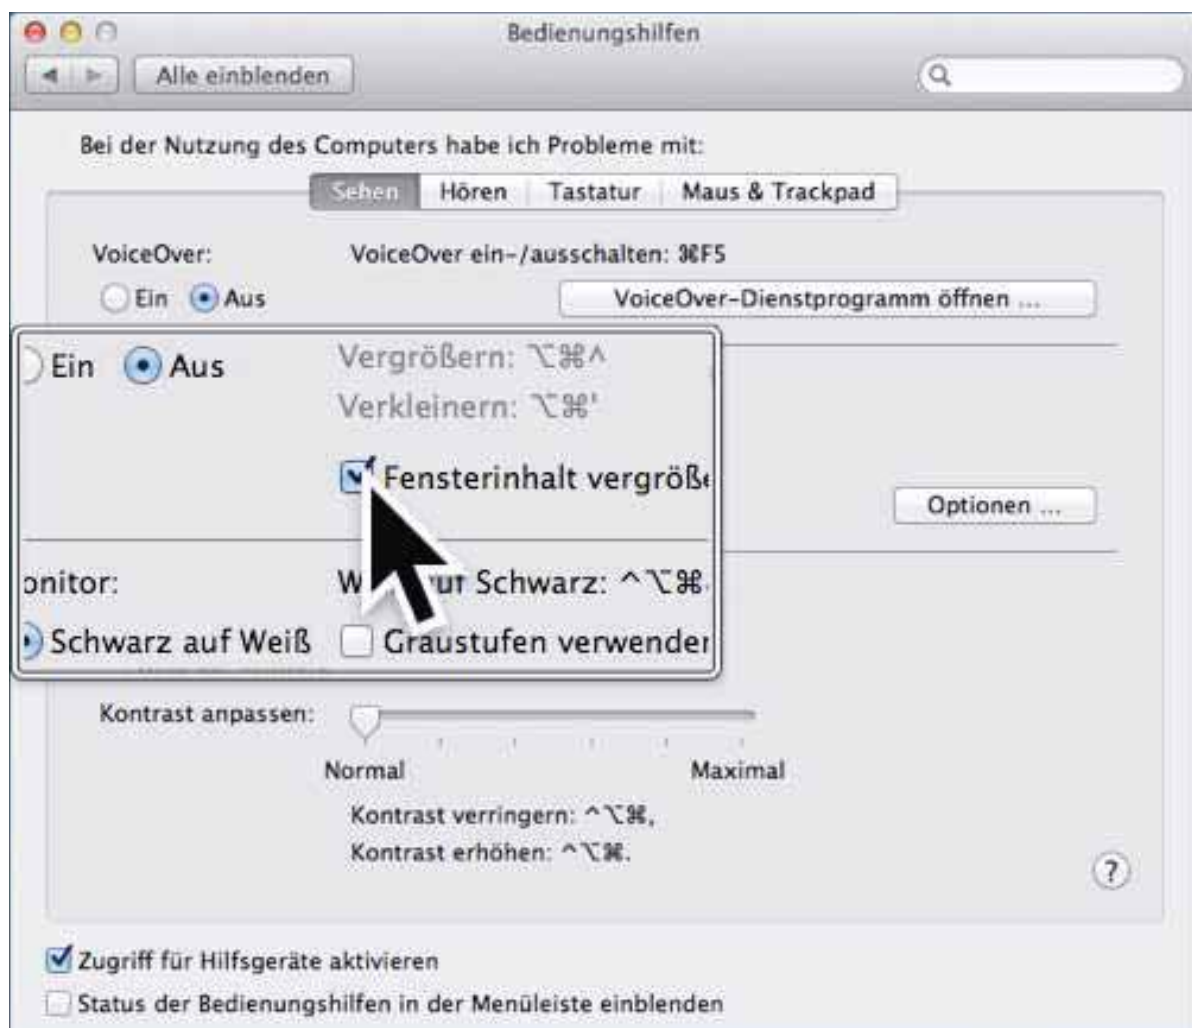 Bedienungshilfen
Alle einblenden
Bei der Nutzung des Computers habe ich Probleme mit:
Sehen Hören Tastatur Maus & Trackpad
VoiceOver: VoiceOver ein-/ausschalten: ⌘F5
Ein Aus VoiceOver-Dienstprogramm öffnen ...
Ein Aus Vergrößern: ⌥⌘^
Verkleinern: ⌥⌘'
Fensterinhalt
Optionen ...
auf Schwarz: ^⌥⌘
Schwarz auf Weiß Graustufen
Kontrast anpassen:
Normal Maximal
Kontrast verringern: ^⌥⌘,
Kontrast erhöhen: ^⌥⌘.
?
Zugriff für Hilfsgeräte aktivieren
Status der Bedienungshilfen in der Menüleiste einblenden